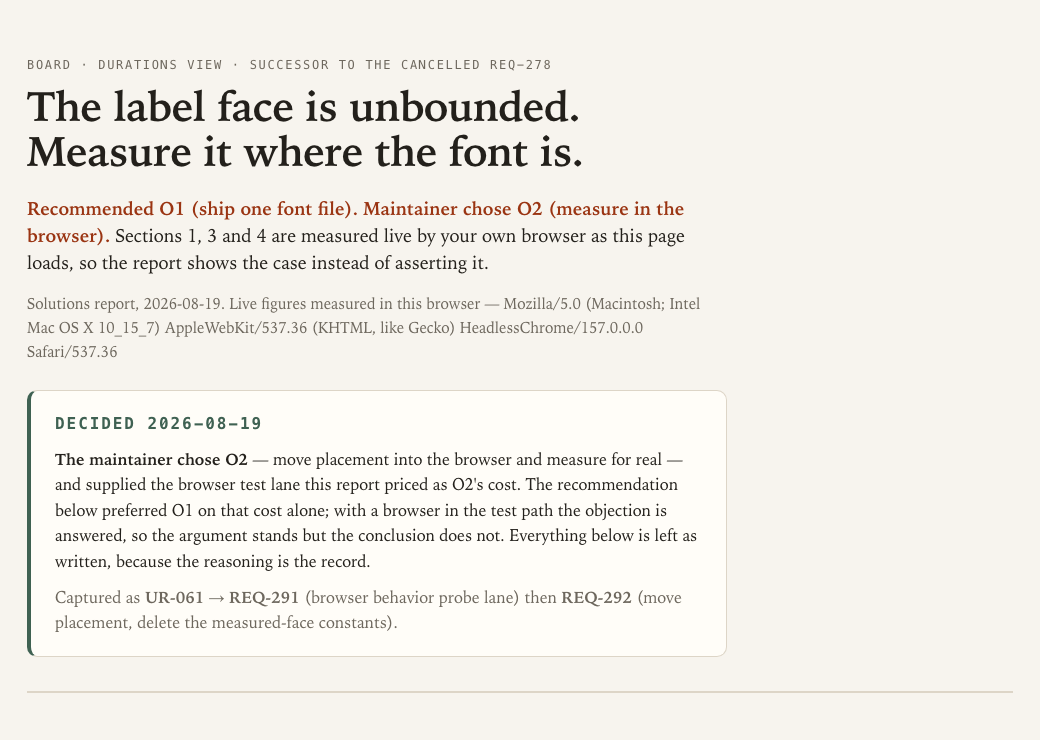 BOARD · DURATIONS VIEW · SUCCESSOR TO THE CANCELLED REQ-278
The label face is unbounded.
Measure it where the font is.
Recommended O1 (ship one font file). Maintainer chose O2 (measure in the
browser). Sections 1, 3 and 4 are measured live by your own browser as this page
loads, so the report shows the case instead of asserting it.
Solutions report, 2026-08-19. Live figures measured in this browser — Mozilla/5.0 (Macintosh; Intel
Mac OS X 10_15_7) AppleWebKit/537.36 (KHTML, like Gecko) HeadlessChrome/157.0.0.0
Safari/537.36
DECIDED 2026-08-19
The maintainer chose O2 — move placement into the browser and measure for real —
and supplied the browser test lane this report priced as O2's cost. The recommendation
below preferred O1 on that cost alone; with a browser in the test path the objection is
answered, so the argument stands but the conclusion does not. Everything below is left as
written, because the reasoning is the record.
Captured as UR-061 → REQ-291 (browser behavior probe lane) then REQ-292 (move
placement, delete the measured-face constants).